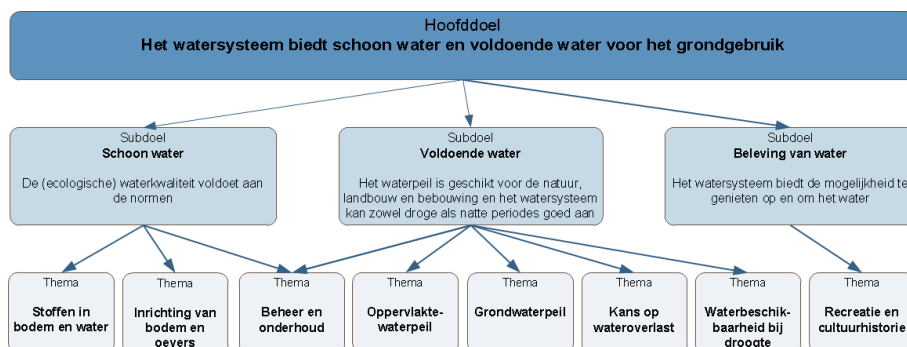 Hoofddoel
Het watersysteem biedt schoon water en voldoende water voor het grondgebruik
Subdoel
Schoon water
De (ecologische) waterkwaliteit voldoet aan
de normen
Subdoel
Voldoende water
Het waterpeil is geschikt voor de natuur,
landbouw en bebouwing en het watersysteem
kan zowel droge als natte periodes goed aan
Subdoel
Beleving van water
Het watersysteem biedt de mogelijkheid te
genieten op en om het water
Thema
Stoffen in
bodem en water
Thema
Inrichting van
bodem en
oevers
Thema
Beheer en
onderhoud
Thema
Oppervlakte-
waterpeil
Thema
Grondwaterpeil
Thema
Kans op
wateroverlast
Thema
Waterbeschik-
baarheid bij
droogte
Thema
Recreatie en
cultuurhistorie